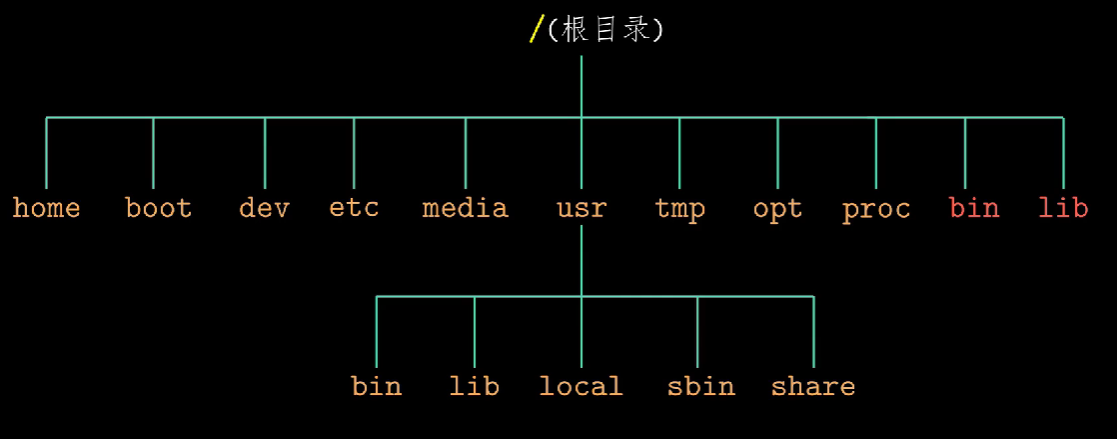 /(根目录)
home boot dev etc media usr tmp opt proc bin lib
bin lib local sbin share